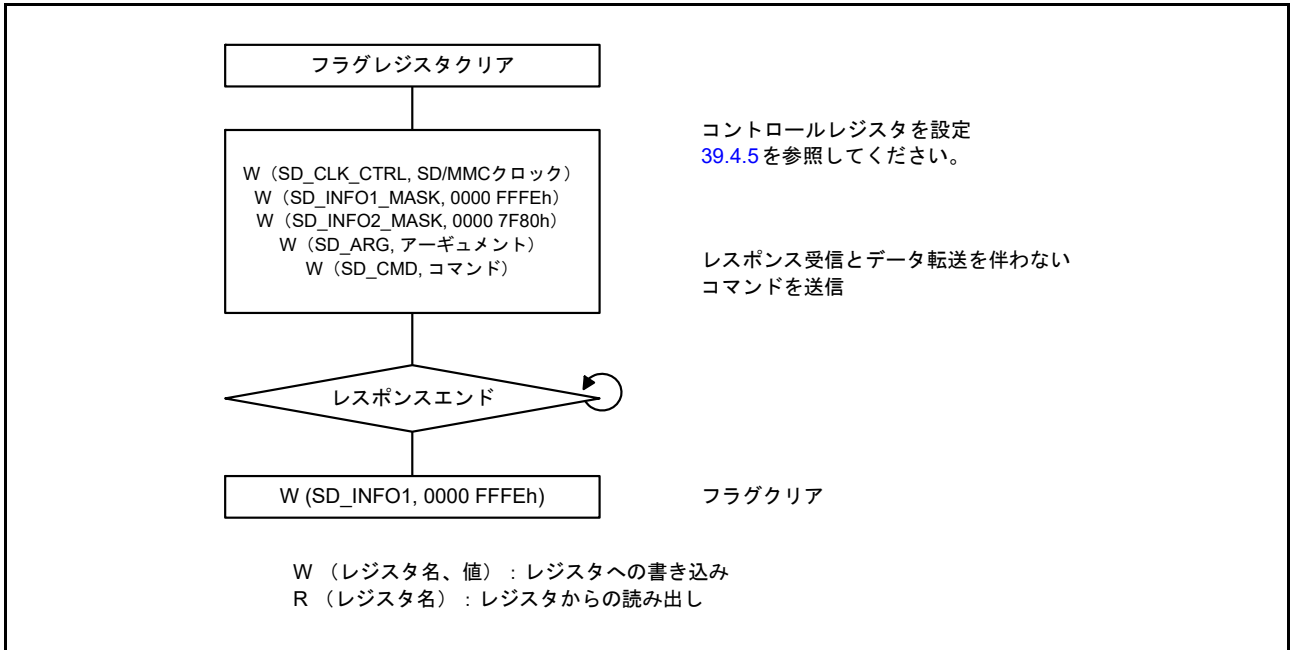 フラグレジスタクリア
コントロールレジスタを設定
39.4.5を参照してください。
W（SD_CLK_CTRL, SD/MMCクロック）
W（SD_INFO1_MASK, 0000 FFFEh）
W（SD_INFO2_MASK, 0000 7F80h）
W（SD_ARG, アーギュメント）
W（SD_CMD, コマンド）
レスポンス受信とデータ転送を伴わない
コマンドを送信
レスポンスエンド
W (SD_INFO1, 0000 FFFEh)
フラグクリア
W （レジスタ名、値）：レジスタへの書き込み
R （レジスタ名）：レジスタからの読み出し